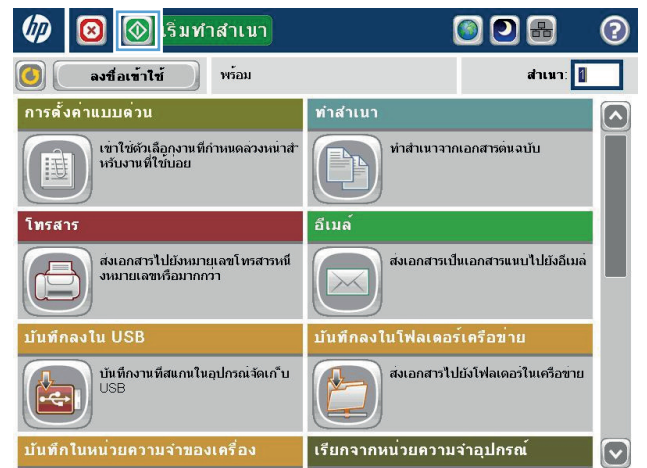 hp เริ่มทำสำเนา ?
ลงชื่อเข้าใช้ พร้อม สำเนา: 1
การตั้งค่าแบบด่วน
เข้าใช้ตัวเลือกงานที่กำหนดล่วงหน้าสำ
หรับงานที่ใช้บ่อย
ทำสำเนา
ทำสำเนาจากเอกสารต้นฉบับ
โทรสาร
ส่งเอกสารไปยังหมายเลขโทรสารหนึ่
งหมายเลขหรือมากกว่า
อีเมล์
ส่งเอกสารเป็นเอกสารแนบไปยังอีเมล
บันทึกลงใน USB
บันทึกงานที่สแกนในอุปกรณ์จัดเก็บ
USB
บันทึกลงในโฟลเดอร์เครือข่าย
ส่งเอกสารไปยังโฟลเดอร์ในเครือข่าย
บันทึกในหน่วยความจำของเครื่อง
เรียกจากหน่วยความจำอุปกรณ์